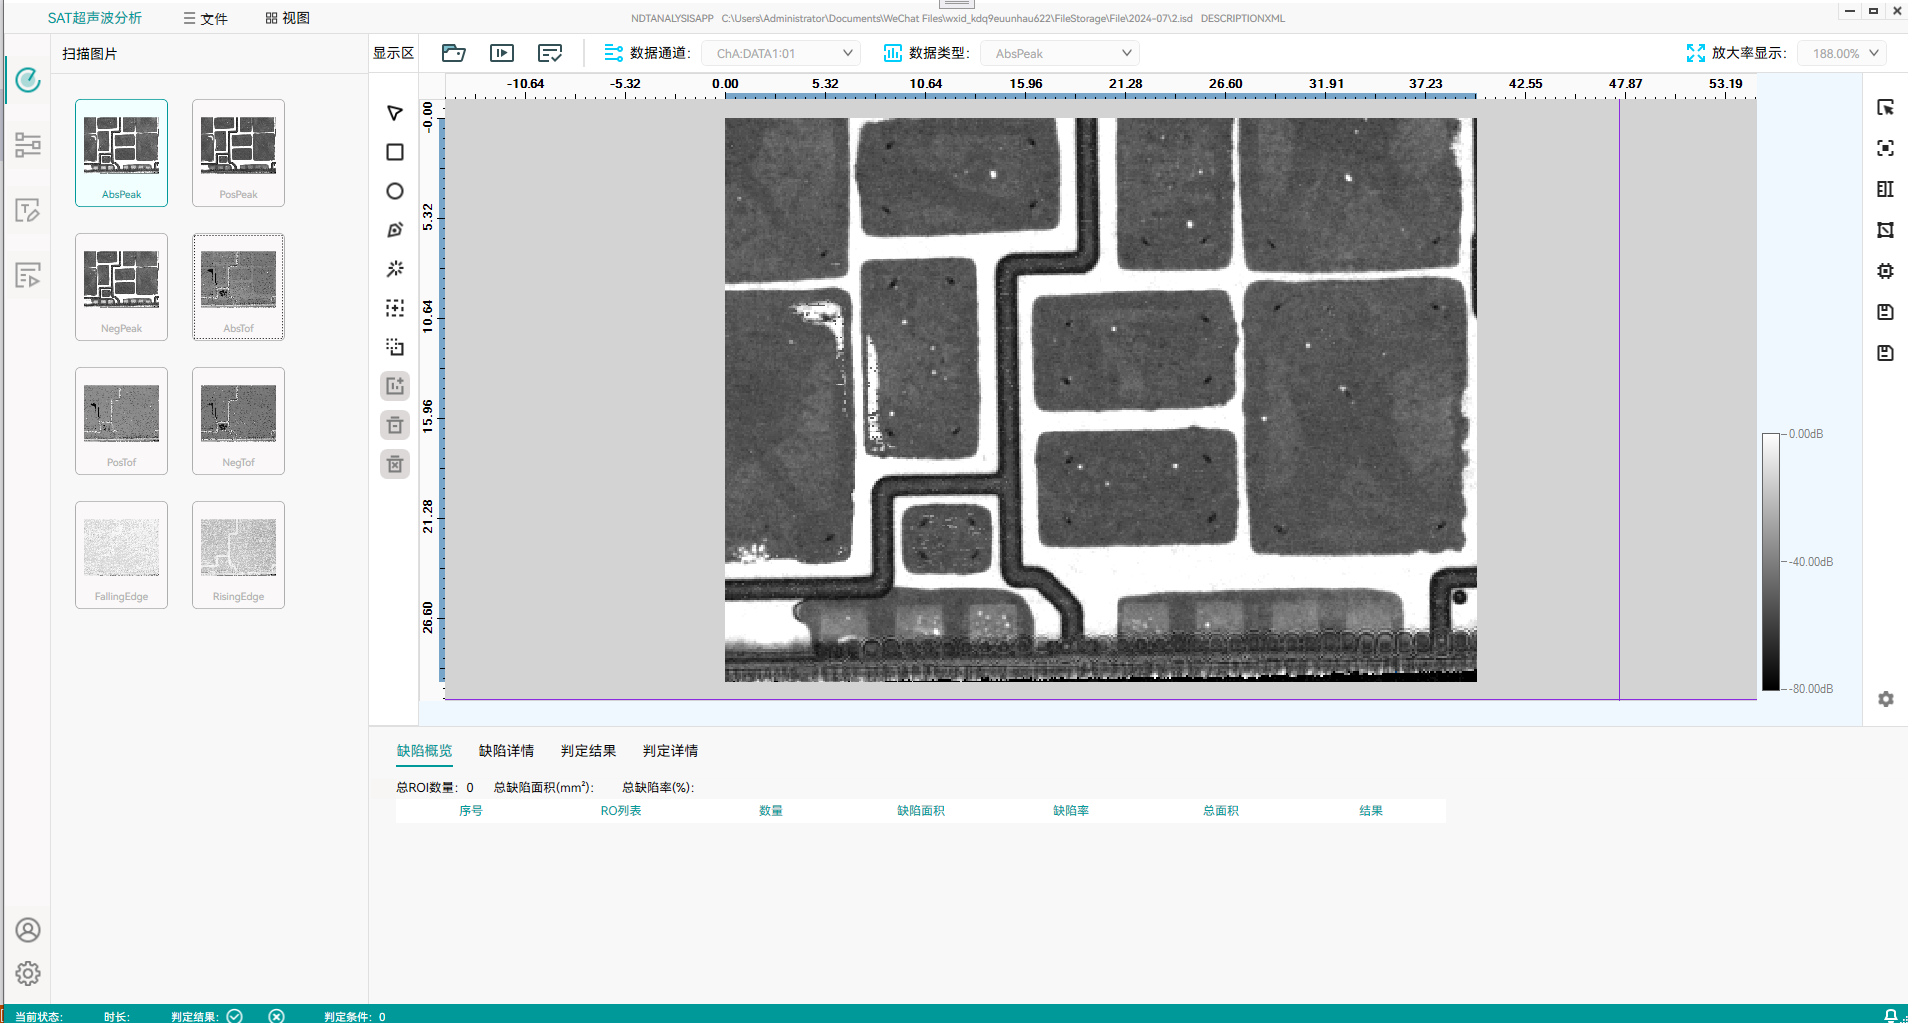 SAT超声波分析 文件 视图 NDTANALYSISAPP C:\Users\Administrator\Documents\WeChat Files\wxid_kdq9euunhau622\FileStorage\File\2024-07\2.isd DESCRIPTIONXML
扫描图片 显示区 数据通道: ChA:DATA1:01 数据类型: AbsPeak 放大率显示: 188.00%
-10.64 -5.32 0.00 5.32 10.64 15.96 21.28 26.60 31.91 37.23 42.55 47.87 53.19
-0.00
5.32
10.64
15.96
21.28
26.60
AbsPeak PosPeak
NegPeak AbsTof
PosTof NegTof
FallingEdge RisingEdge
0.00dB
-40.00dB
-80.00dB
缺陷概览 缺陷详情 判定结果 判定详情
总ROI数量: 0 总缺陷面积(mm²): 总缺陷率(%):
序号 RO列表 数量 缺陷面积 缺陷率 总面积 结果
当前状态: 时长: 判定结果: 判定条件: 0